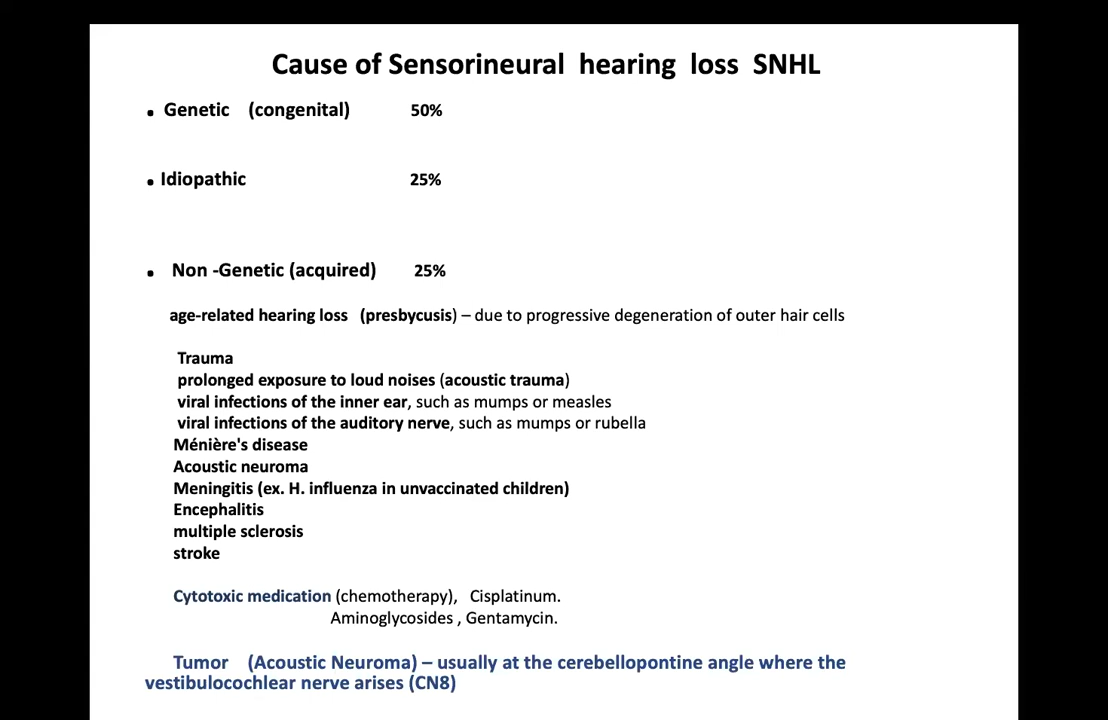 Cause of Sensorineural hearing loss SNHL
• Genetic (congenital) 50%
• Idiopathic 25%
• Non -Genetic (acquired) 25%
age-related hearing loss (presbycusis) – due to progressive degeneration of outer hair cells
Trauma
prolonged exposure to loud noises (acoustic trauma)
viral infections of the inner ear, such as mumps or measles
viral infections of the auditory nerve, such as mumps or rubella
Ménière's disease
Acoustic neuroma
Meningitis (ex. H. influenza in unvaccinated children)
Encephalitis
multiple sclerosis
stroke
Cytotoxic medication (chemotherapy), Cisplatinum.
Aminoglycosides , Gentamycin.
Tumor (Acoustic Neuroma) – usually at the cerebellopontine angle where the
vestibulocochlear nerve arises (CN8)